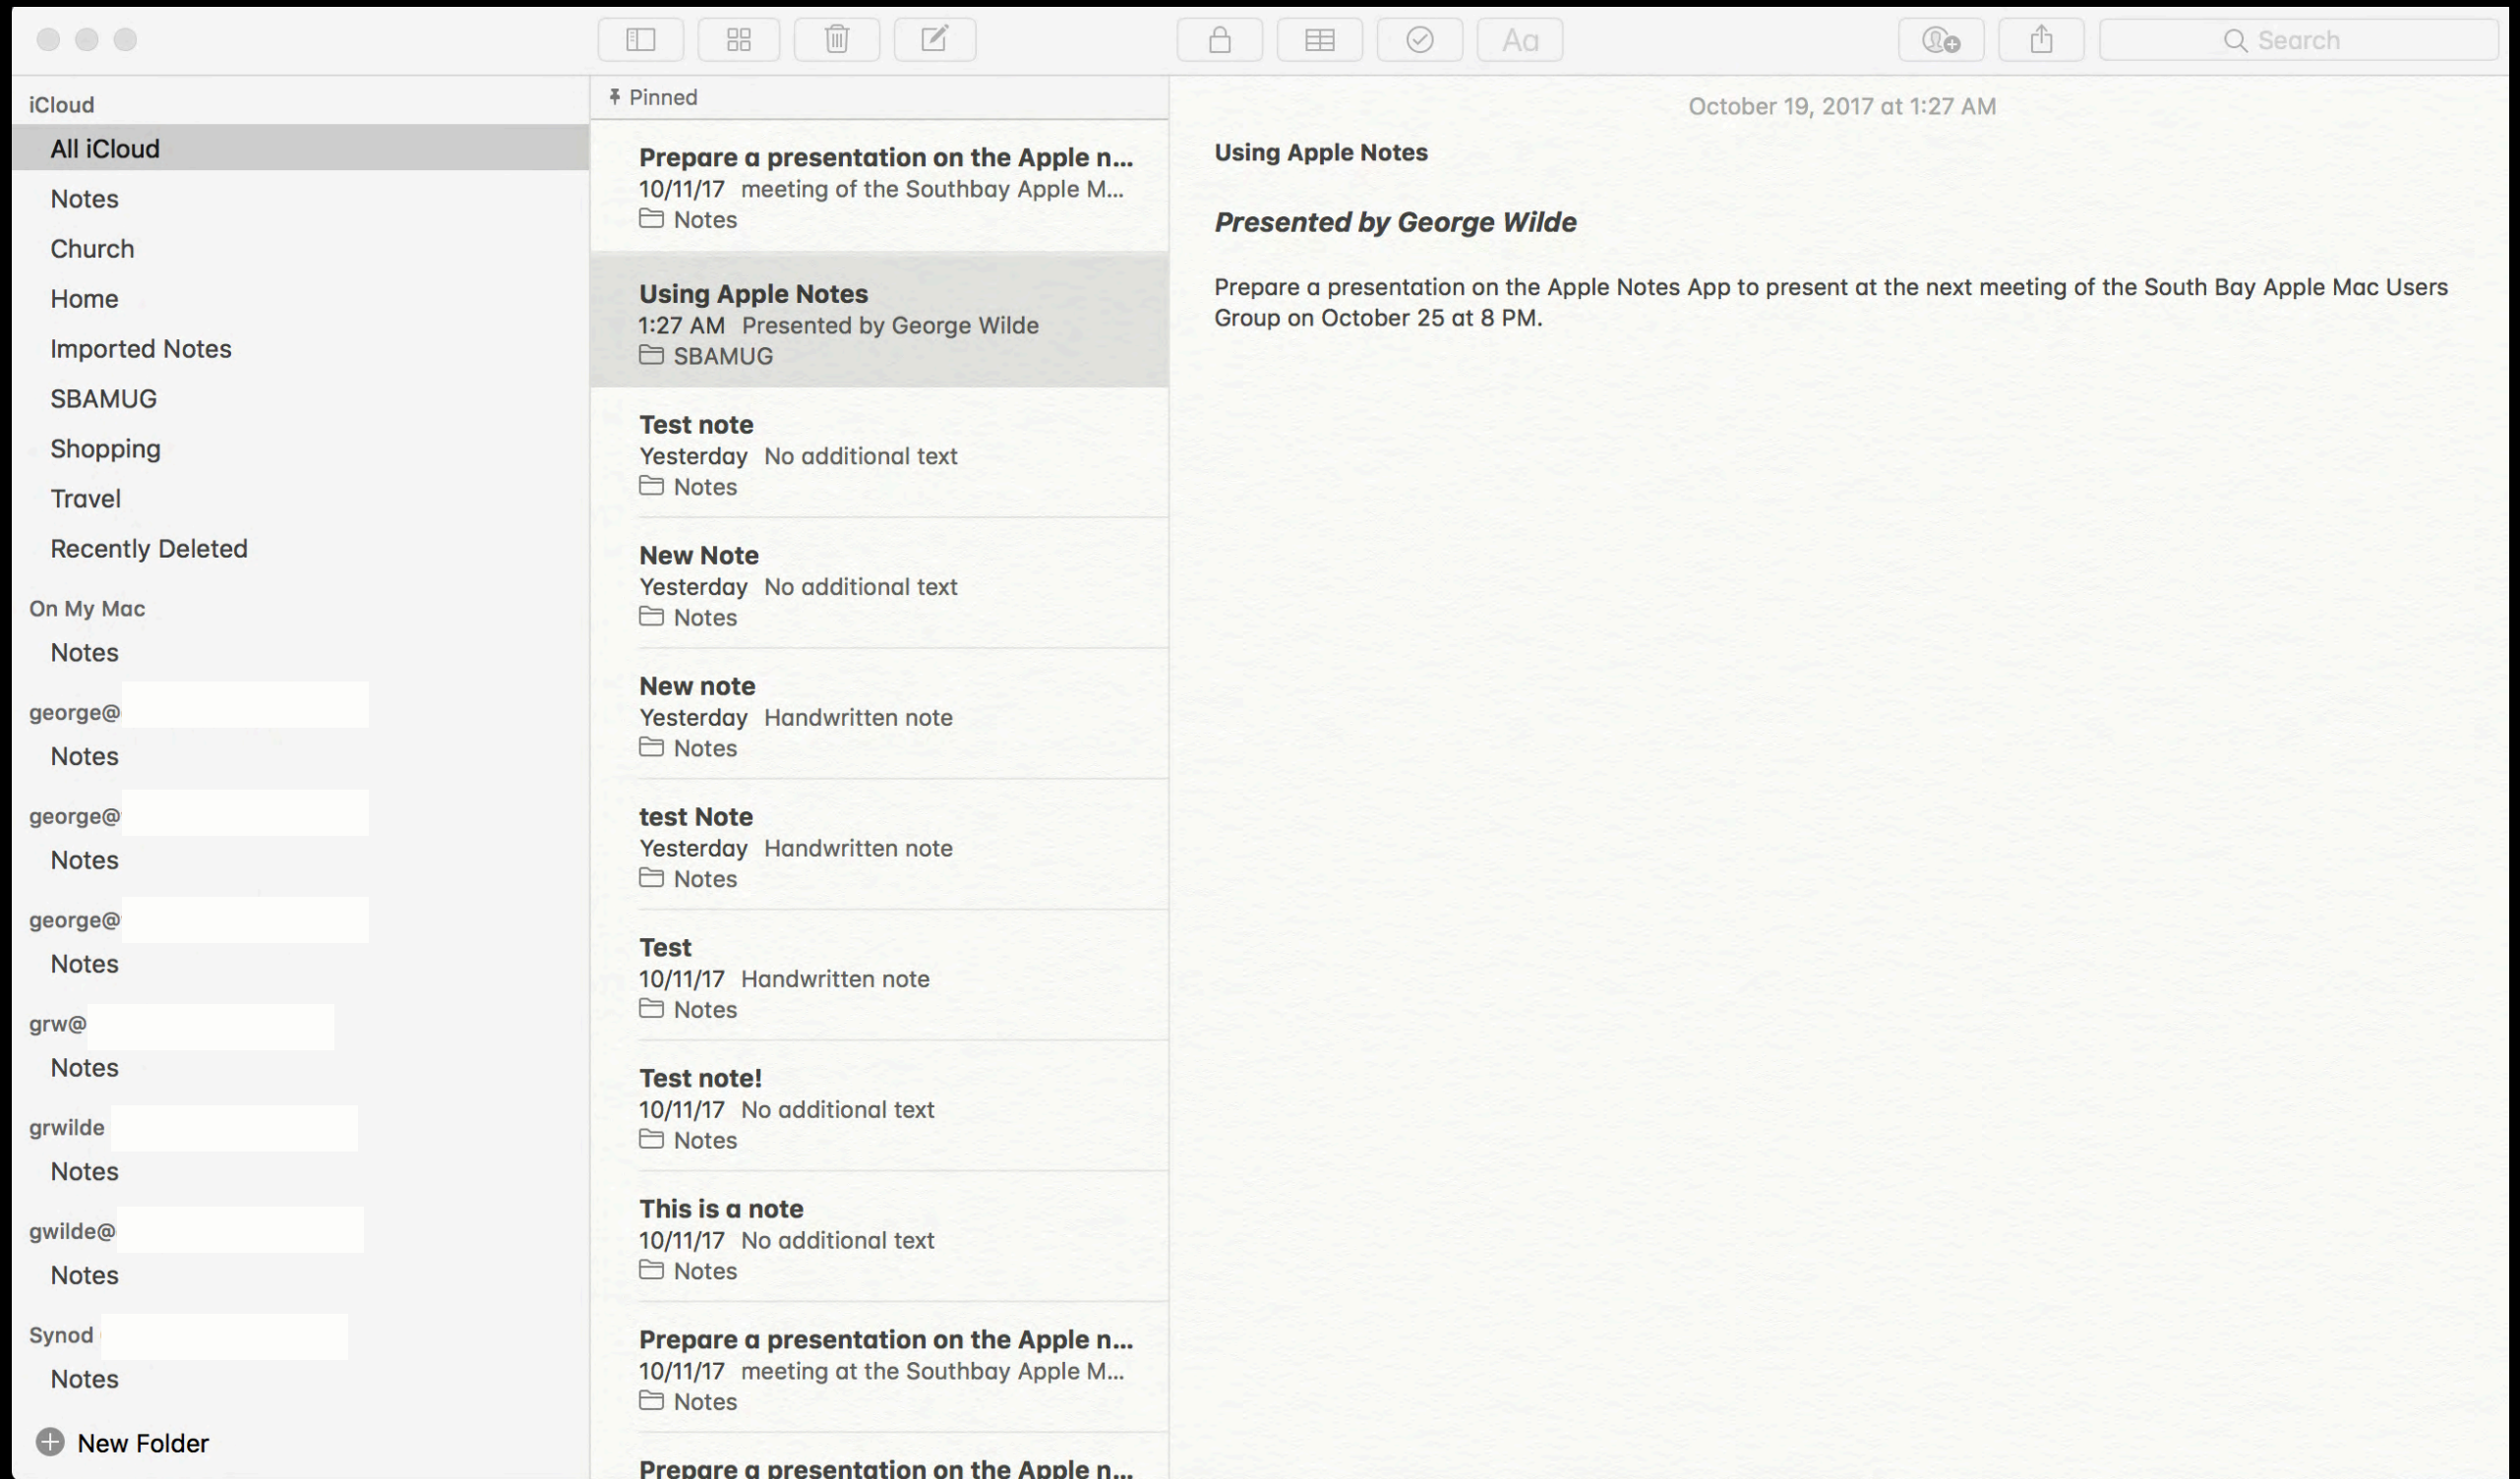 Aa
Search
iCloud
All iCloud
Notes
Church
Home
Imported Notes
SBAMUG
Shopping
Travel
Recently Deleted
On My Mac
Notes
george@
Notes
george@
Notes
george@
Notes
grw@
Notes
grwilde
Notes
gwilde@
Notes
Synod
Notes
New Folder
Pinned
Prepare a presentation on the Apple n...
10/11/17 meeting of the Southbay Apple M...
Notes
Using Apple Notes
1:27 AM Presented by George Wilde
SBAMUG
Test note
Yesterday No additional text
Notes
New Note
Yesterday No additional text
Notes
New note
Yesterday Handwritten note
Notes
test Note
Yesterday Handwritten note
Notes
Test
10/11/17 Handwritten note
Notes
Test note!
10/11/17 No additional text
Notes
This is a note
10/11/17 No additional text
Notes
Prepare a presentation on the Apple n...
10/11/17 meeting at the Southbay Apple M...
Notes
Prepare a presentation on the Apple n...
October 19, 2017 at 1:27 AM
Using Apple Notes
Presented by George Wilde
Prepare a presentation on the Apple Notes App to present at the next meeting of the South Bay Apple Mac Users
Group on October 25 at 8 PM.